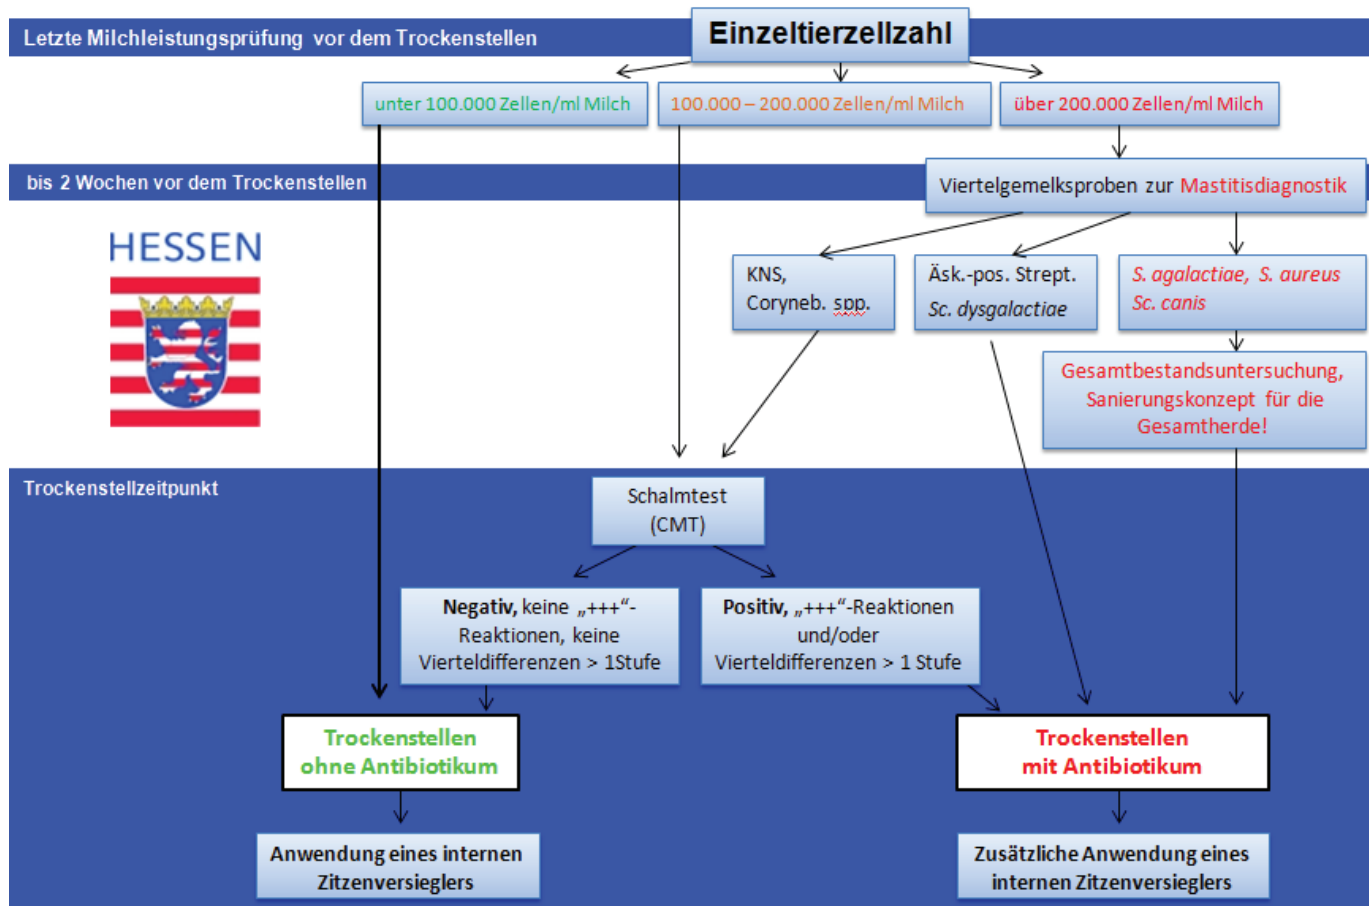 Letzte Milchleistungsprüfung vor dem Trockenstellen
Einzeltierzellzahl
unter 100.000 Zellen/ml Milch
100.000 – 200.000 Zellen/ml Milch
über 200.000 Zellen/ml Milch
bis 2 Wochen vor dem Trockenstellen
Viertelgemelksproben zur Mastitisdiagnostik
HESSEN
KNS,
Coryneb. spp.
Äsk.-pos. Strept.
Sc. dysgalactiae
S. agalactiae, S. aureus
Sc. canis
Gesamtbestandsuntersuchung,
Sanierungskonzept für die
Gesamtherde!
Trockenstellzeitpunkt
Schalmtest
(CMT)
Negativ, keine „+++“-
Reaktionen, keine
Vierteldifferenzen > 1Stufe
Positiv, „+++“-Reaktionen
und/oder
Vierteldifferenzen > 1 Stufe
Trockenstellen
ohne Antibiotikum
Trockenstellen
mit Antibiotikum
Anwendung eines internen
Zitzenversieglers
Zusätzliche Anwendung eines
internen Zitzenversieglers